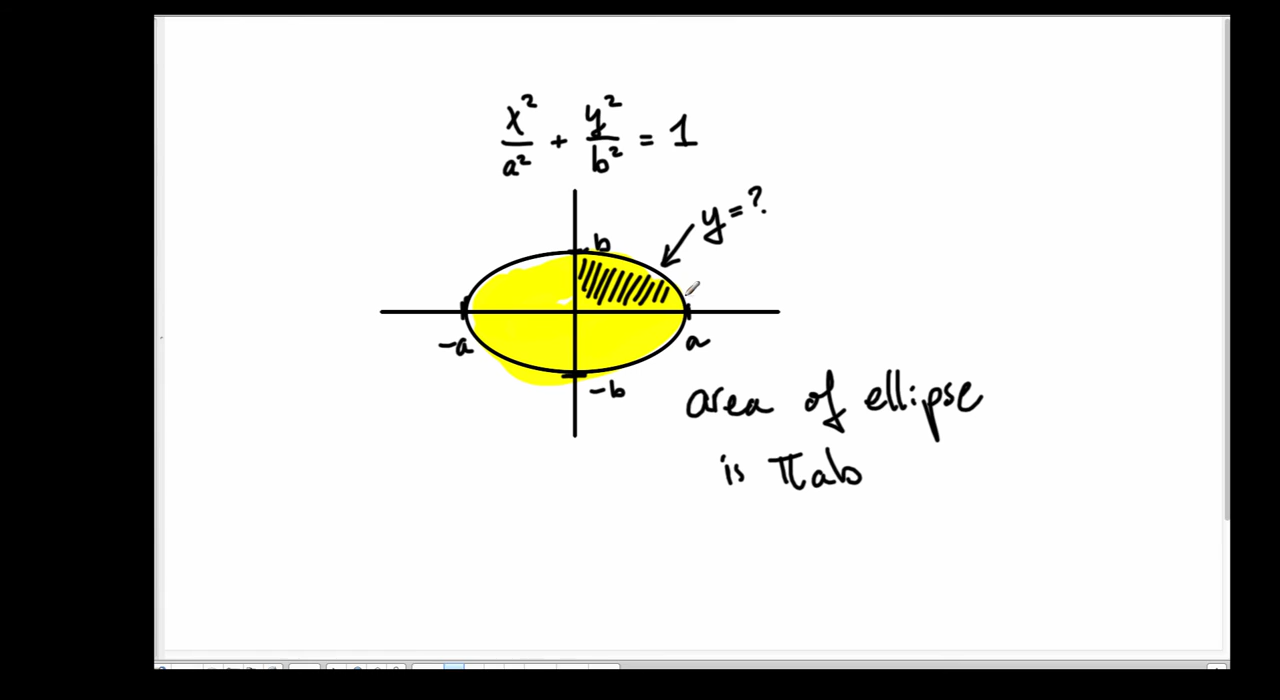 x²/a² + y²/b² = 1
y = ?
b
-a
a
-b
area of ellipse
is πab